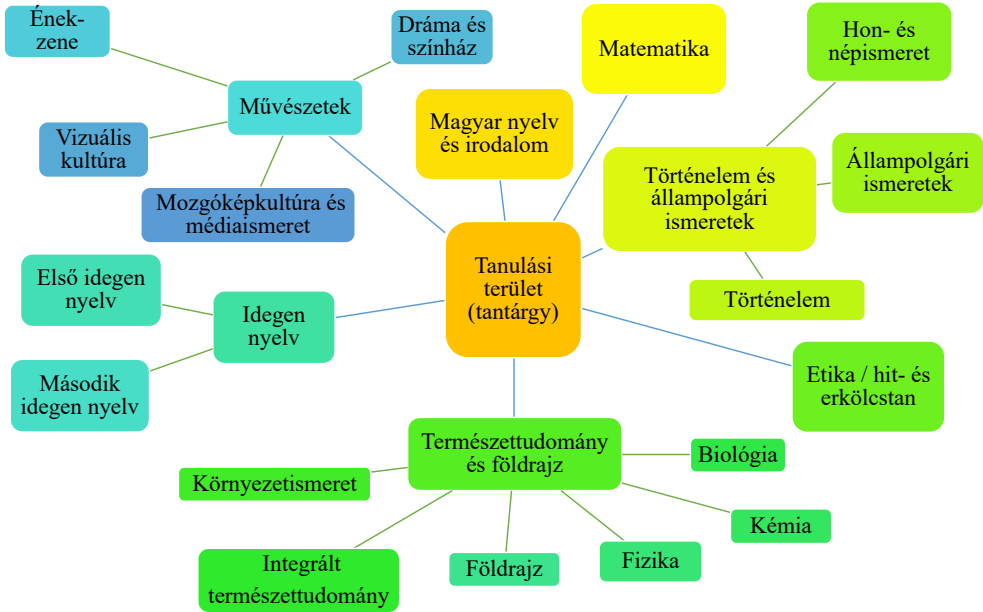 Ének-
zene
Dráma és
színház
Művészetek
Vizuális
kultúra
Mozgóképkultúra és
médiaismeret
Magyar nyelv
és irodalom
Matematika
Hon- és
népismeret
Történelem és
állampolgári
ismeretek
Állampolgári
ismeretek
Történelem
Tanulási
terület
(tantárgy)
Első idegen
nyelv
Idegen
nyelv
Második
idegen nyelv
Etika / hit- és
erkölcstan
Természettudomány
és földrajz
Környezetismeret
Integrált
természettudomány
Földrajz
Fizika
Kémia
Biológia